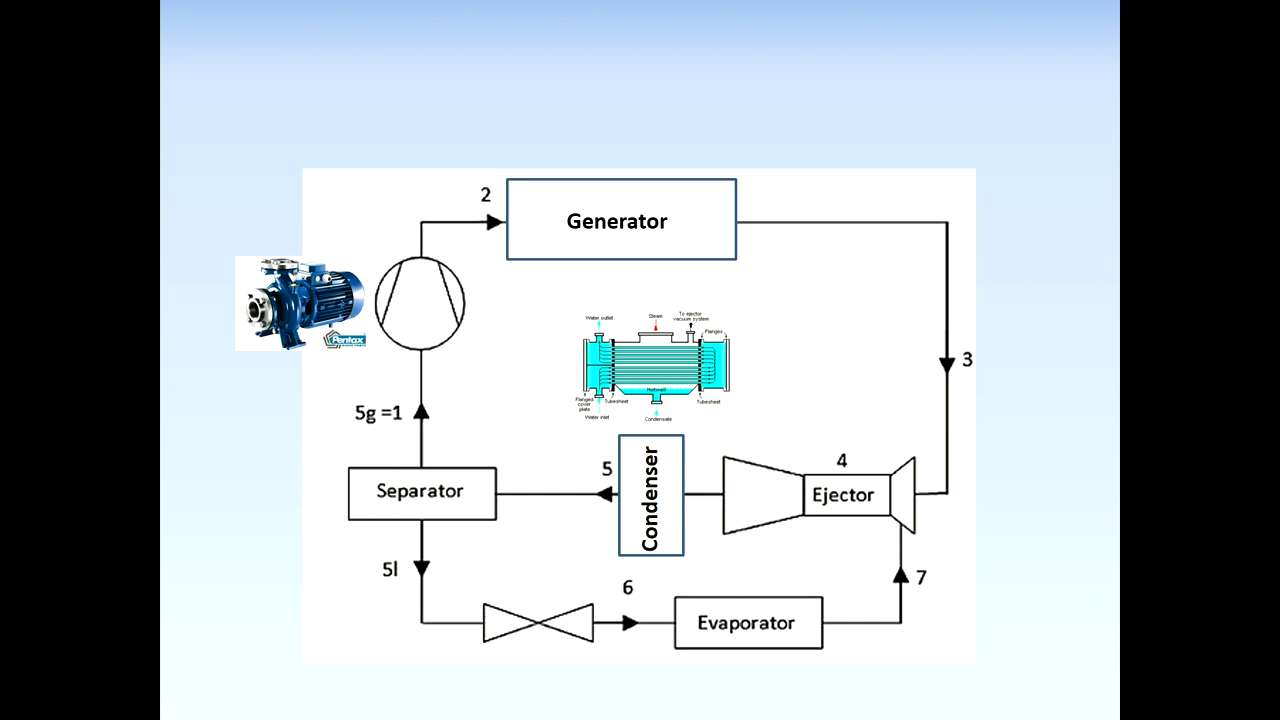 2
Generator
Pentax
Water outlet
Steam
To ejector
vacuum system
Flanges
3
Hotwell
Flanged
cover
plate
Tubesheet
Tubesheet
Water inlet
Condensate
5g =1
5
Condenser
4
Ejector
Separator
5l
6
7
Evaporator